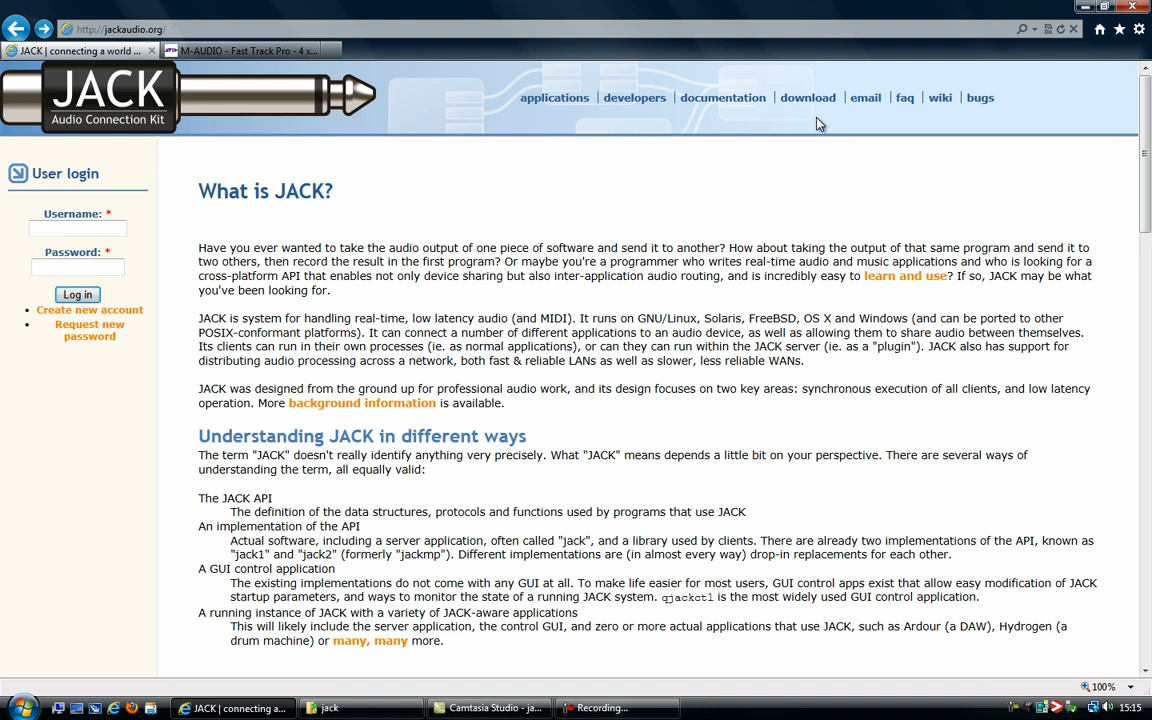 http://jackaudio.org/
JACK | connecting a world ...
M-AUDIO - Fast Track Pro - 4 x...
JACK
Audio Connection Kit
applications | developers | documentation | download | email | faq | wiki | bugs
User login
Username: *
Password: *
Log in
Create new account
Request new
password
What is JACK?
Have you ever wanted to take the audio output of one piece of software and send it to another? How about taking the output of that same program and send it to
two others, then record the result in the first program? Or maybe you're a programmer who writes real-time audio and music applications and who is looking for a
cross-platform API that enables not only device sharing but also inter-application audio routing, and is incredibly easy to learn and use? If so, JACK may be what
you've been looking for.
JACK is system for handling real-time, low latency audio (and MIDI). It runs on GNU/Linux, Solaris, FreeBSD, OS X and Windows (and can be ported to other
POSIX-conformant platforms). It can connect a number of different applications to an audio device, as well as allowing them to share audio between themselves.
Its clients can run in their own processes (ie. as normal applications), or can they can run within the JACK server (ie. as a "plugin"). JACK also has support for
distributing audio processing across a network, both fast & reliable LANs as well as slower, less reliable WANs.
JACK was designed from the ground up for professional audio work, and its design focuses on two key areas: synchronous execution of all clients, and low latency
operation. More background information is available.
Understanding JACK in different ways
The term "JACK" doesn't really identify anything very precisely. What "JACK" means depends a little bit on your perspective. There are several ways of
understanding the term, all equally valid:
The JACK API
The definition of the data structures, protocols and functions used by programs that use JACK
An implementation of the API
Actual software, including a server application, often called "jack", and a library used by clients. There are already two implementations of the API, known as
"jack1" and "jack2" (formerly "jackmp"). Different implementations are (in almost every way) drop-in replacements for each other.
A GUI control application
The existing implementations do not come with any GUI at all. To make life easier for most users, GUI control apps exist that allow easy modification of JACK
startup parameters, and ways to monitor the state of a running JACK system. qjackctl is the most widely used GUI control application.
A running instance of JACK with a variety of JACK-aware applications
This will likely include the server application, the control GUI, and zero or more actual applications that use JACK, such as Ardour (a DAW), Hydrogen (a
drum machine) or many, many more.
100%
JACK | connecting a...
jack
Camtasia Studio - ja...
Recording...
15:15